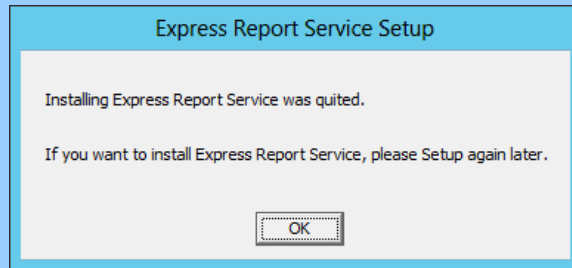 Express Report Service Setup
Installing Express Report Service was quited.
If you want to install Express Report Service, please Setup again later.
OK